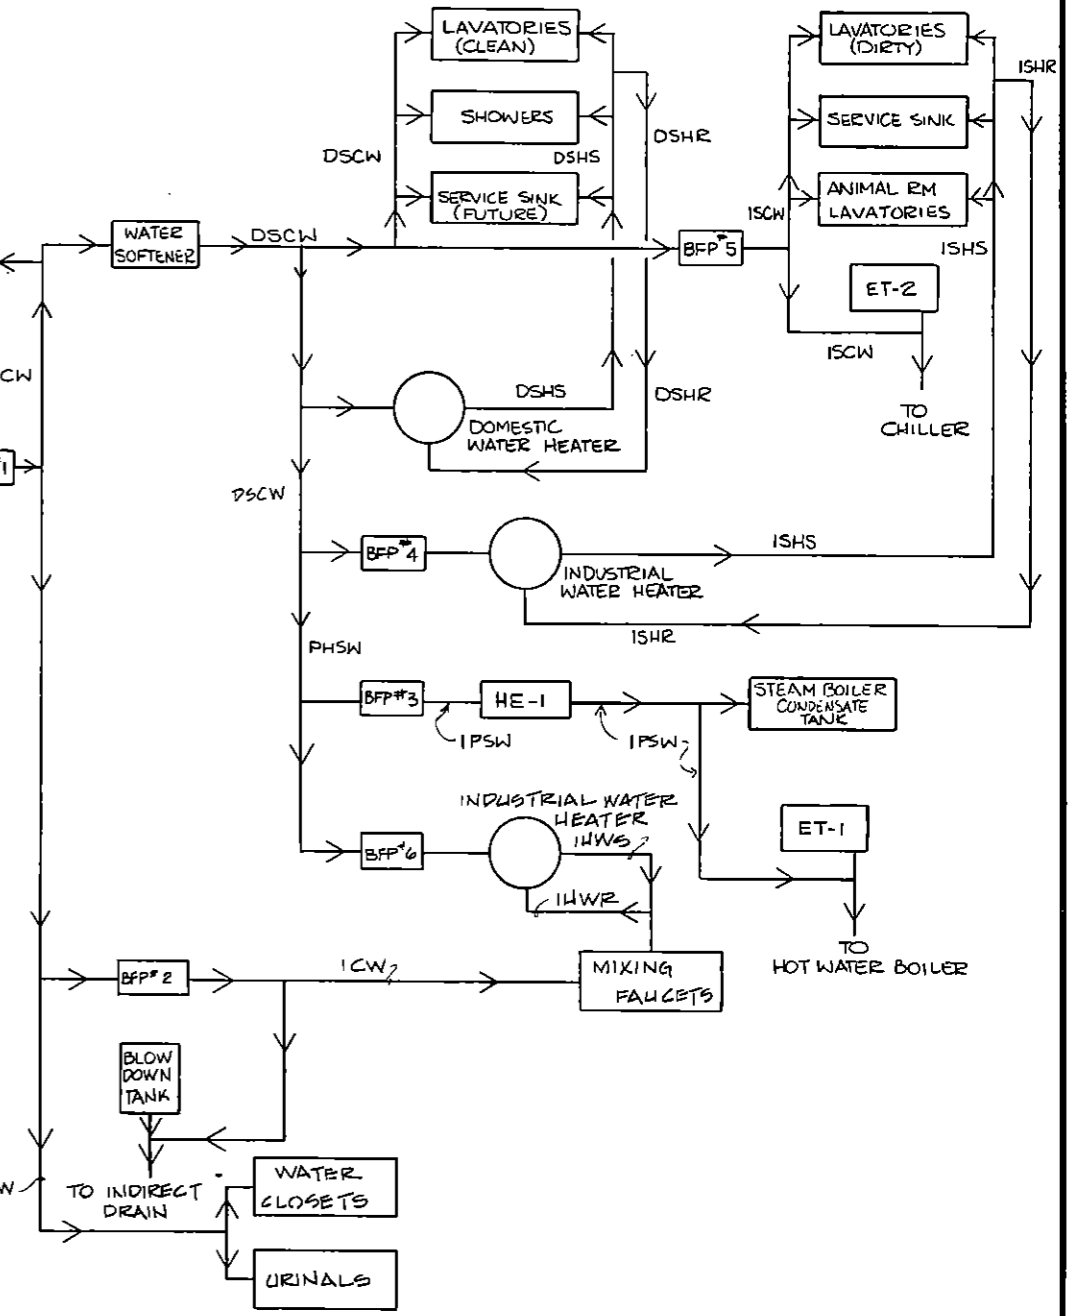 LAVATORIES
(CLEAN)
LAVATORIES
(DIRTY)
ISHR
SHOWERS
SERVICE SINK
DSHR
DSCW
DSHS
SERVICE SINK
(FUTURE)
ANIMAL RM
LAVATORIES
ISCW
WATER
SOFTENER
DSCW
BFP#5
ISHS
ET-2
ISCW
CW
DSHS
DSHR
TO
CHILLER
DOMESTIC
WATER HEATER
1
DSCW
BFP#4
ISHS
INDUSTRIAL
WATER HEATER
ISHR
PHSW
BFP#3
HE-1
STEAM BOILER
CONDENSATE
TANK
IPSW
IPSW
INDUSTRIAL WATER
HEATER
ET-1
IHWS
BFP#6
IHWR
TO
HOT WATER BOILER
ICW
BFP#2
MIXING
FAUCETS
BLOW
DOWN
TANK
W
TO INDIRECT
DRAIN
WATER
CLOSETS
URINALS